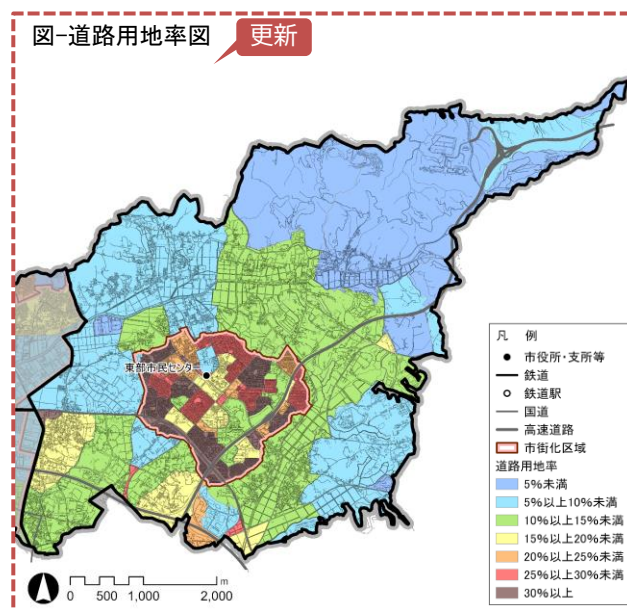 図-道路用地率図
更新
東部市民センター
凡 例
市役所・支所等
鉄道
鉄道駅
国道
高速道路
市街化区域
道路用地率
5%未満
5%以上10%未満
10%以上15%未満
15%以上20%未満
20%以上25%未満
25%以上30%未満
30%以上
m
0 500 1,000 2,000